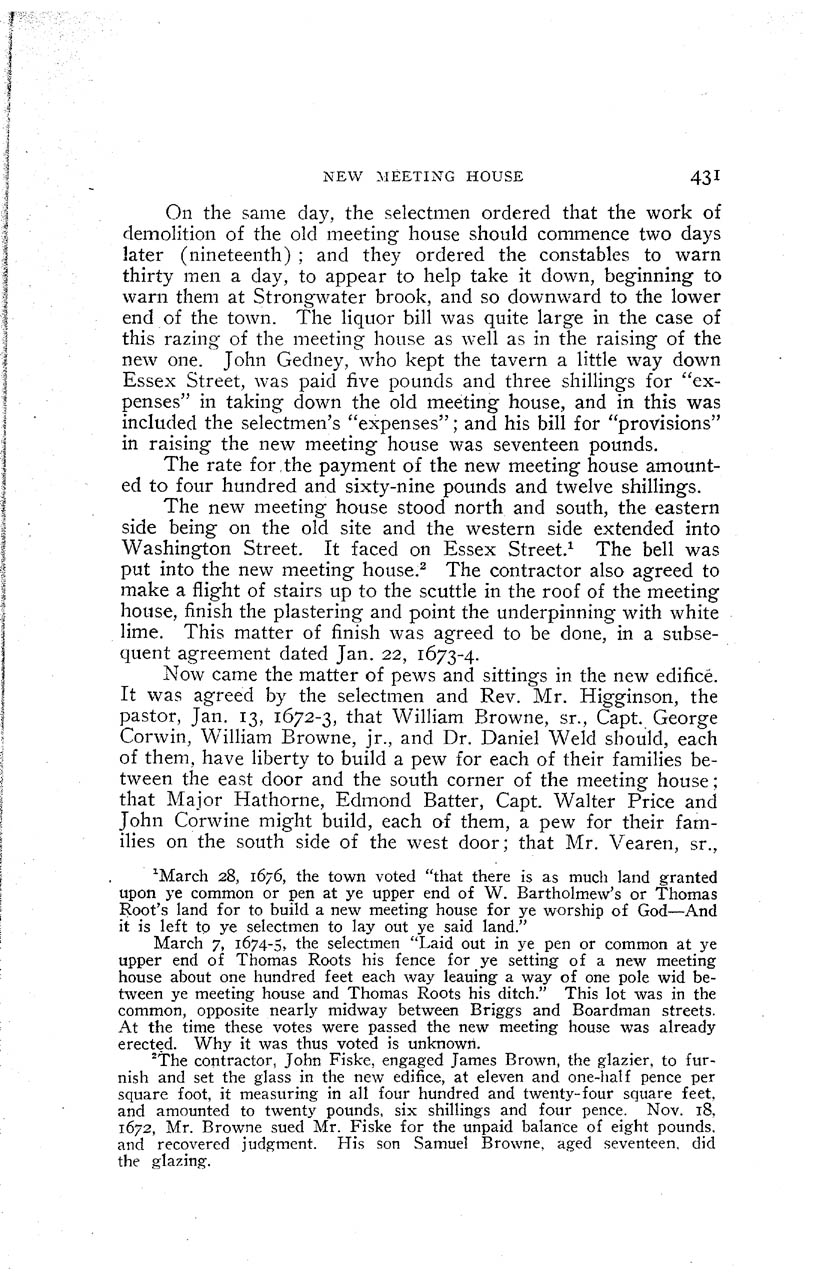 NEW MEETING HOUSE 431
On the same day, the selectmen ordered that the work of
demolition of the old meeting house should commence two days
later (nineteenth) ; and they ordered the constables to warn
thirty men a day, to appear to help take it down, beginning to
warn them at Strongwater brook, and so downward to the lower
end of the town. The liquor bill was quite large in the case of
this razing of the meeting house as well as in the raising of the
new one. John Gedney, who kept the tavern a little way down
Essex Street, was paid five pounds and three shillings for “ex-
penses” in taking down the old meeting house, and in this was
included the selectmen's “expenses” ; and his bill for “provisions”
in raising the new meeting house was seventeen pounds.
The rate for the payment of the new meeting house amount-
ed to four hundred and sixty-nine pounds and twelve shillings.
The new meeting house stood north and south, the eastern
side being on the old site and the western side extended into
Washington Street. It faced on Essex Street.¹ The bell was
put into the new meeting house.² The contractor also agreed to
make a flight of stairs up to the scuttle in the roof of the meeting
house, finish the plastering and point the underpinning with white
lime. This matter of finish was agreed to be done, in a subse-
quent agreement dated Jan. 22, 1673-4.
Now came the matter of pews and sittings in the new edifice.
It was agreed by the selectmen and Rev. Mr. Higginson, the
pastor, Jan. 13, 1672-3, that William Browne, sr., Capt. George
Corwin, William Browne, jr., and Dr. Daniel Weld should, each
of them, have liberty to build a pew for each of their families be-
tween the east door and the south corner of the meeting house;
that Major Hathorne, Edmond Batter, Capt. Walter Price and
John Corwine might build, each of them, a pew for their fam-
ilies on the south side of the west door; that Mr. Vearen, sr.,
¹March 28, 1676, the town voted “that there is as much land granted
upon ye common or pen at ye upper end of W. Bartholmew's or Thomas
Root's land for to build a new meeting house for ye worship of God—And
it is left to ye selectmen to lay out ye said land.”
March 7, 1674-5, the selectmen “Laid out in ye pen or common at ye
upper end of Thomas Roots his fence for ye setting of a new meeting
house about one hundred feet each way leauing a way of one pole wid be-
tween ye meeting house and Thomas Roots his ditch.” This lot was in the
common, opposite nearly midway between Briggs and Boardman streets.
At the time these votes were passed the new meeting house was already
erected. Why it was thus voted is unknown.
²The contractor, John Fiske, engaged James Brown, the glazier, to fur-
nish and set the glass in the new edifice, at eleven and one-half pence per
square foot, it measuring in all four hundred and twenty-four square feet,
and amounted to twenty pounds, six shillings and four pence. Nov. 18,
1672, Mr. Browne sued Mr. Fiske for the unpaid balance of eight pounds,
and recovered judgment. His son Samuel Browne, aged seventeen, did
the glazing.